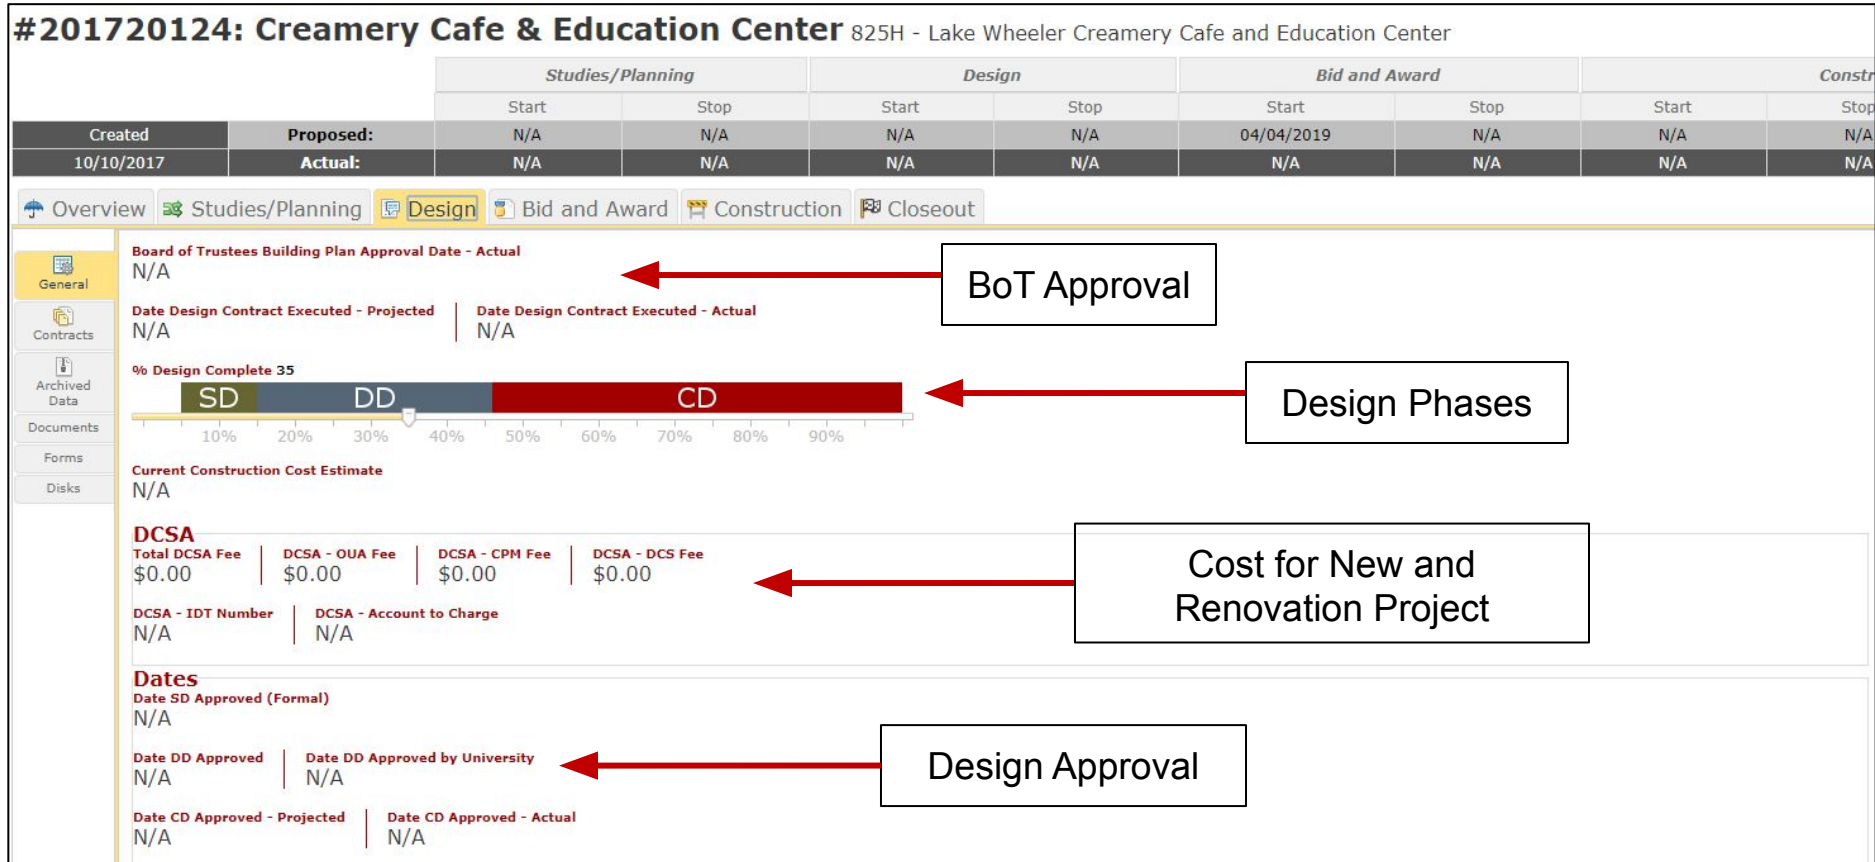 #201720124: Creamery Cafe & Education Center 825H - Lake Wheeler Creamery Cafe and Education Center
Studies/Planning Design Bid and Award Constr
Start Stop Start Stop Start Stop Start Stop
Created Proposed: N/A N/A N/A N/A 04/04/2019 N/A N/A N/A
10/10/2017 Actual: N/A N/A N/A N/A N/A N/A N/A N/A
Overview Studies/Planning Design Bid and Award Construction Closeout
General
Contracts
Archived
Data
Documents
Forms
Disks
Board of Trustees Building Plan Approval Date - Actual
N/A
BoT Approval
Date Design Contract Executed - Projected Date Design Contract Executed - Actual
N/A N/A
% Design Complete 35
SD DD CD
10% 20% 30% 40% 50% 60% 70% 80% 90%
Design Phases
Current Construction Cost Estimate
N/A
DCSA
Total DCSA Fee DCSA - OUA Fee DCSA - CPM Fee DCSA - DCS Fee
$0.00 $0.00 $0.00 $0.00
Cost for New and
Renovation Project
DCSA - IDT Number DCSA - Account to Charge
N/A N/A
Dates
Date SD Approved (Formal)
N/A
Date DD Approved Date DD Approved by University
N/A N/A
Design Approval
Date CD Approved - Projected Date CD Approved - Actual
N/A N/A